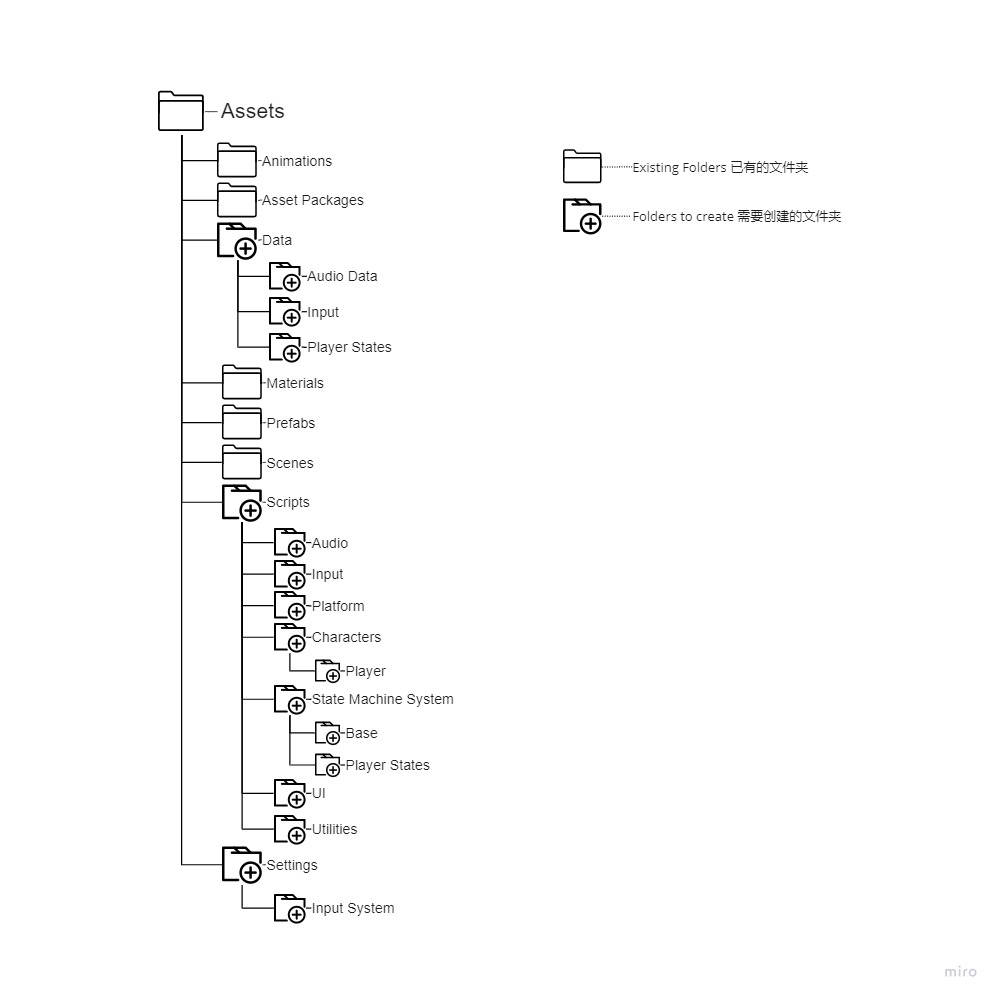 Assets
Animations
Existing Folders 已有的文件夹
Asset Packages
Folders to create 需要创建的文件夹
Data
Audio Data
Input
Player States
Materials
Prefabs
Scenes
Scripts
Audio
Input
Platform
Characters
Player
State Machine System
Base
Player States
UI
Utilities
Settings
Input System
miro